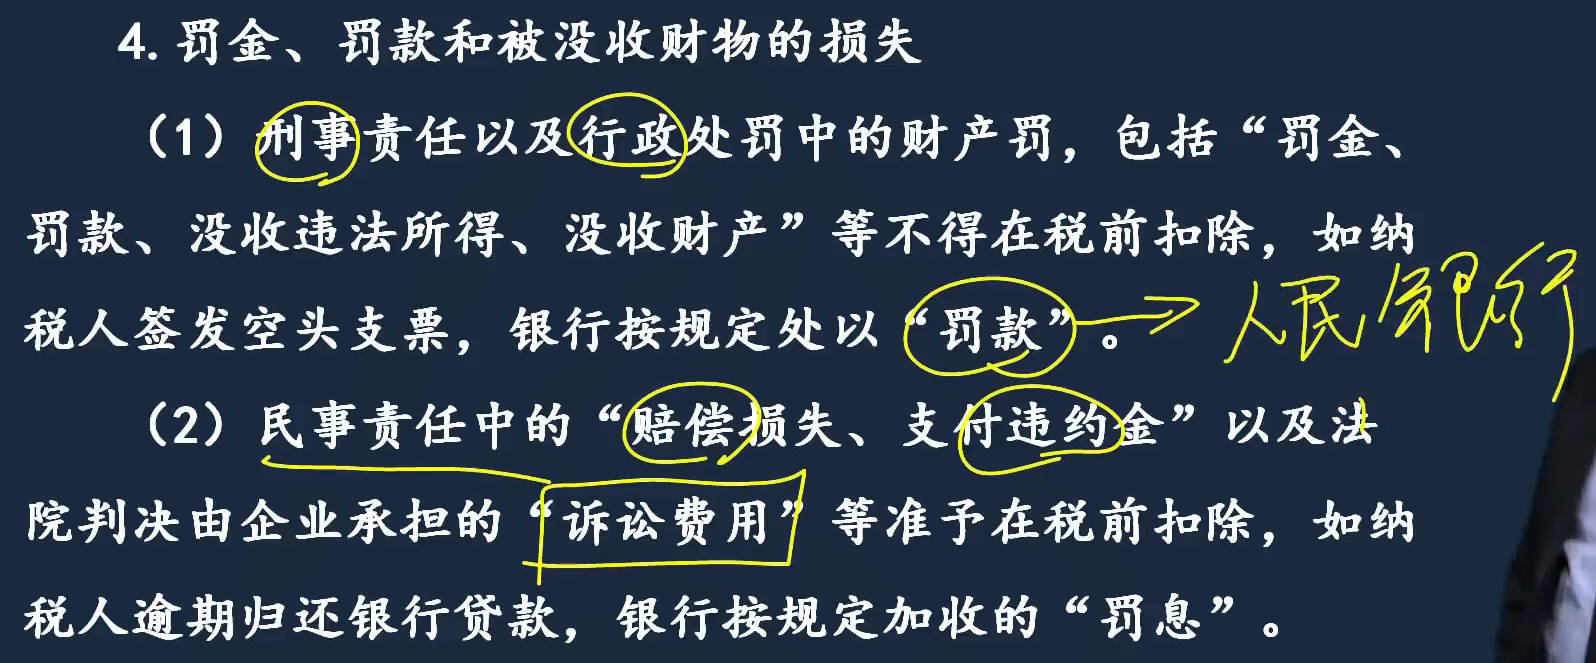 4. 罚金、罚款和被没收财物的损失
（1）刑事责任以及行政处罚中的财产罚，包括“罚金、
罚款、没收违法所得、没收财产”等不得在税前扣除，如纳
税人签发空头支票，银行按规定处以“罚款”。
人民银行
（2）民事责任中的“赔偿损失、支付违约金”以及法
院判决由企业承担的“诉讼费用”等准予在税前扣除，如纳
税人逾期归还银行贷款，银行按规定加收的“罚息”。